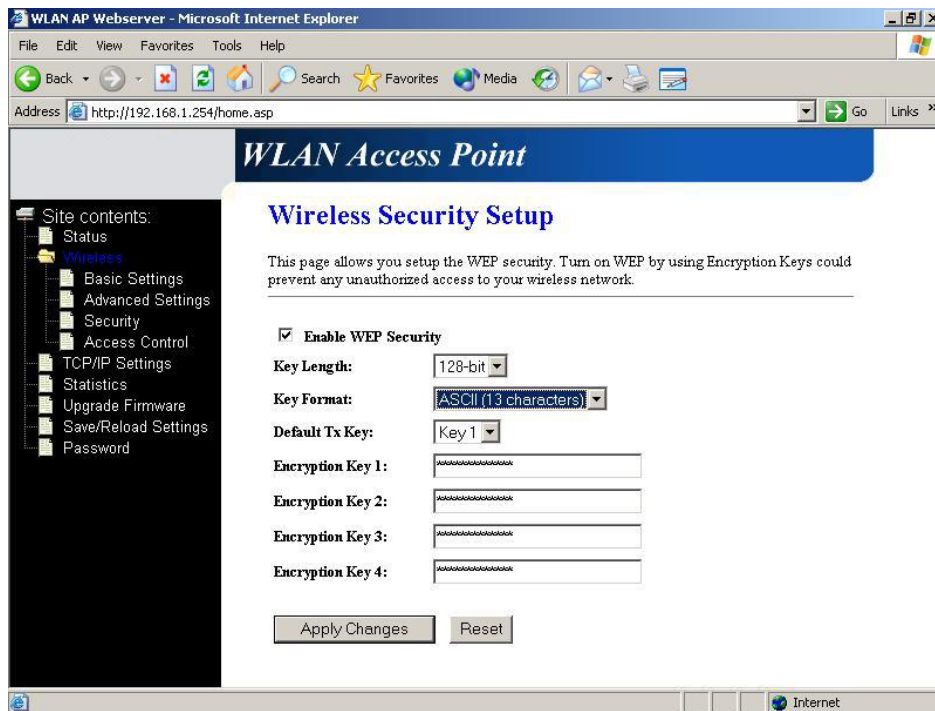 WLAN AP Webserver - Microsoft Internet Explorer
File Edit View Favorites Tools Help
Back Search Favorites Media
Address http://192.168.1.254/home.asp Go Links »
WLAN Access Point
Site contents:
Status
Wireless
Basic Settings
Advanced Settings
Security
Access Control
TCP/IP Settings
Statistics
Upgrade Firmware
Save/Reload Settings
Password
Wireless Security Setup
This page allows you setup the WEP security. Turn on WEP by using Encryption Keys could
prevent any unauthorized access to your wireless network.
Enable WEP Security
Key Length: 128-bit
Key Format: ASCII (13 characters)
Default Tx Key: Key 1
Encryption Key 1: *************
Encryption Key 2: *************
Encryption Key 3: *************
Encryption Key 4: *************
Apply Changes Reset
Internet